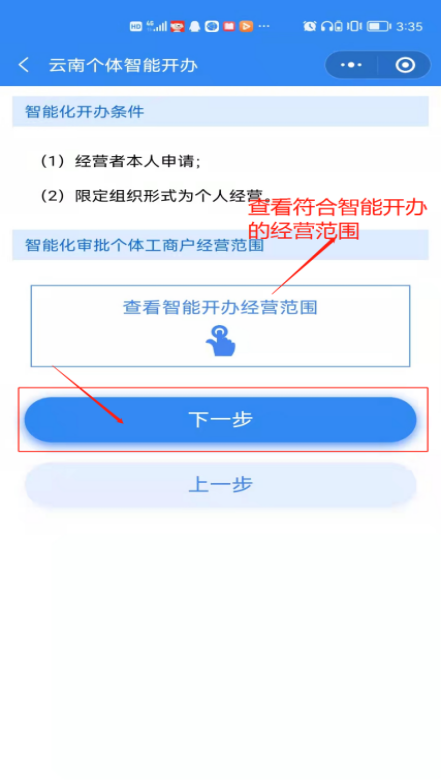 HD 4G 3:35
云南个体智能开办
智能化开办条件
（1）经营者本人申请;
（2）限定组织形式为个人经营.
查看符合智能开办
的经营范围
智能化审批个体工商户经营范围
查看智能开办经营范围
下一步
上一步